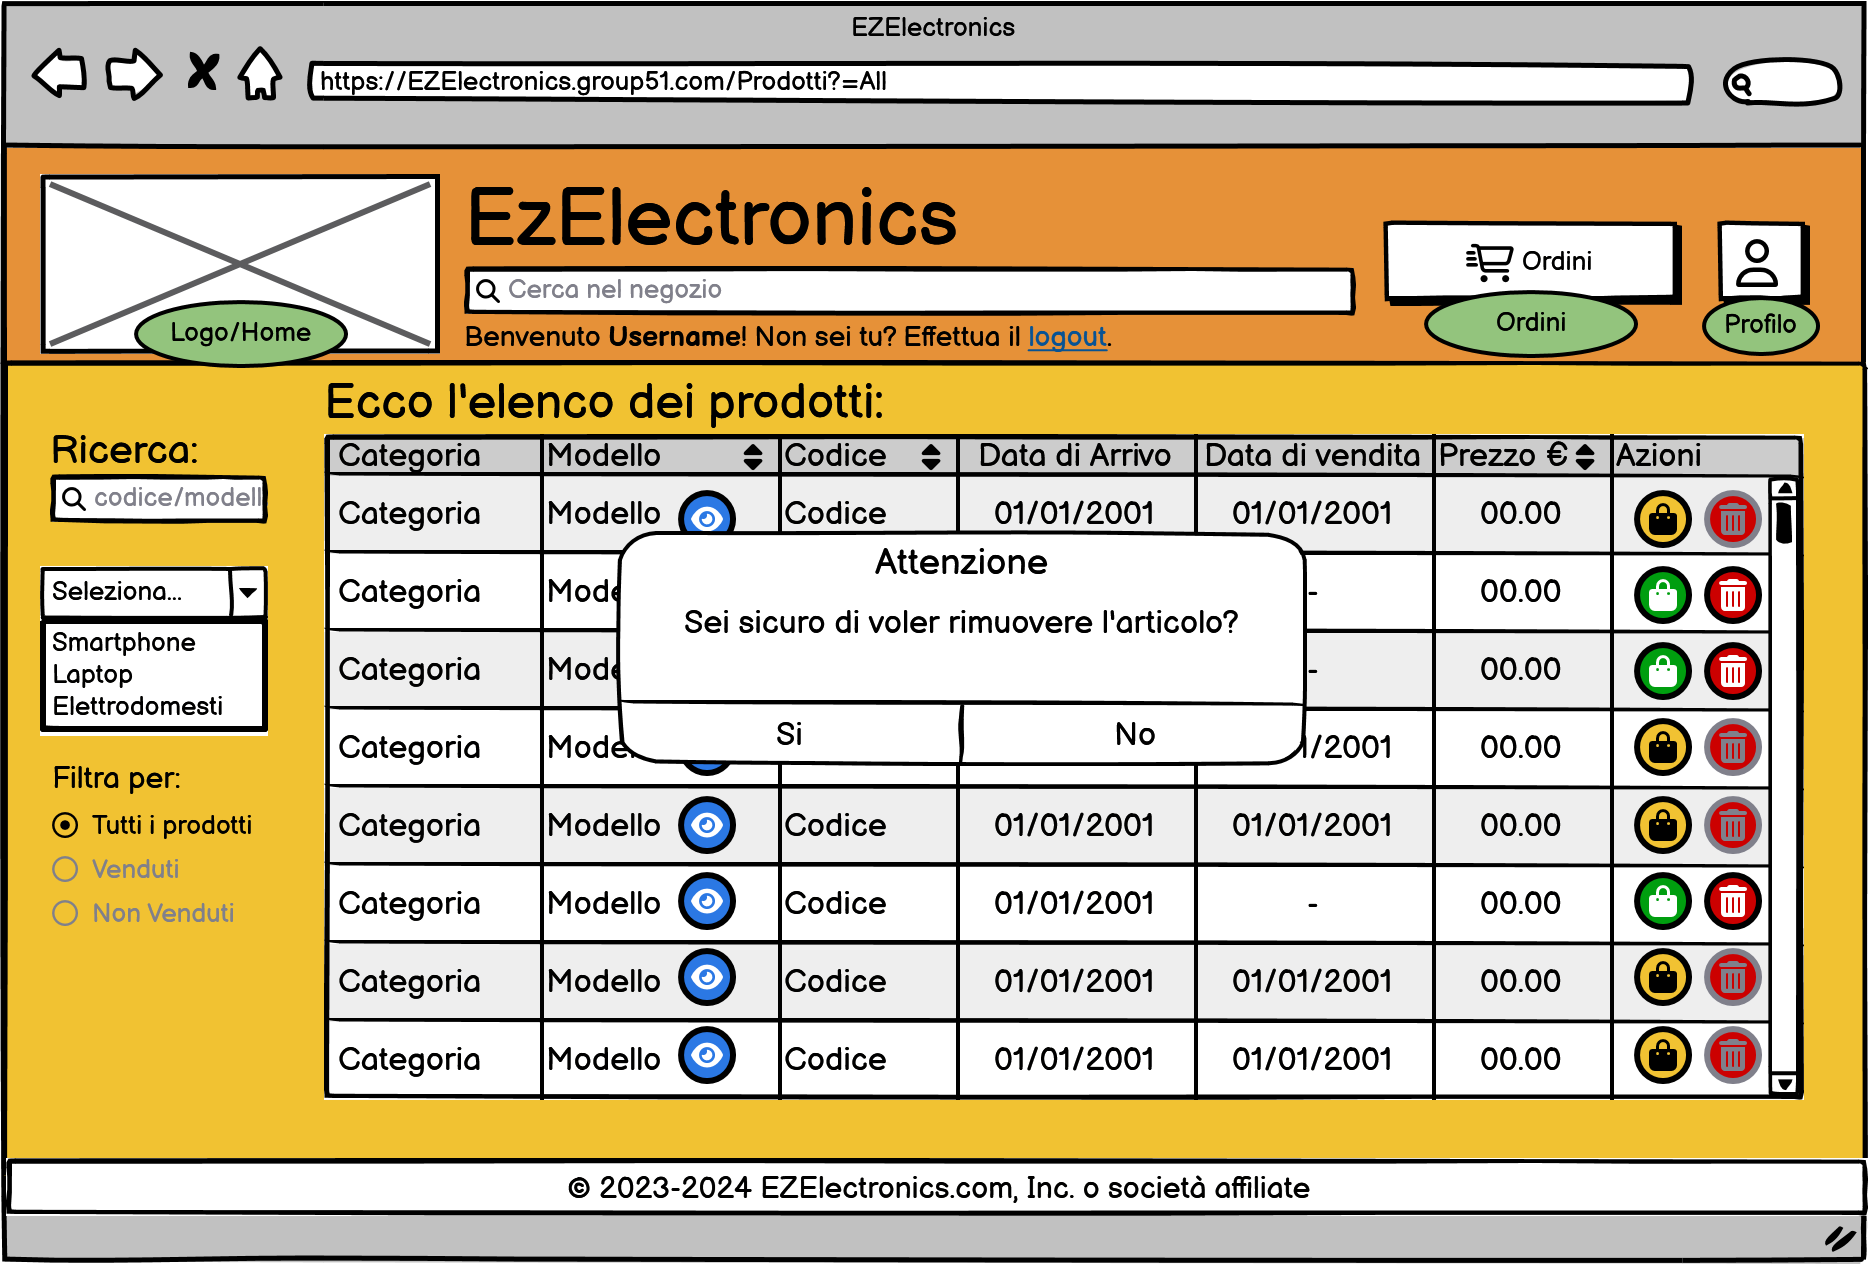 EZElectronics
https://EZElectronics.group51.com/Prodotti?=All
EzElectronics
Cerca nel negozio
Benvenuto Username! Non sei tu? Effettua il logout.
Logo/Home
Ordini
Ordini
Profilo
Ecco l'elenco dei prodotti:
Ricerca:
codice/modell
Seleziona...
Smartphone
Laptop
Elettrodomesti
Filtra per:
Tutti i prodotti
Venduti
Non Venduti
Categoria Modello Codice Data di Arrivo Data di vendita Prezzo € Azioni
Categoria Modello Codice 01/01/2001 01/01/2001 00.00
Categoria Mode - 00.00
Categoria Mode - 00.00
Categoria Mode 1/2001 00.00
Categoria Modello Codice 01/01/2001 01/01/2001 00.00
Categoria Modello Codice 01/01/2001 - 00.00
Categoria Modello Codice 01/01/2001 01/01/2001 00.00
Categoria Modello Codice 01/01/2001 01/01/2001 00.00
Attenzione
Sei sicuro di voler rimuovere l'articolo?
Si No
© 2023-2024 EZElectronics.com, Inc. o società affiliate